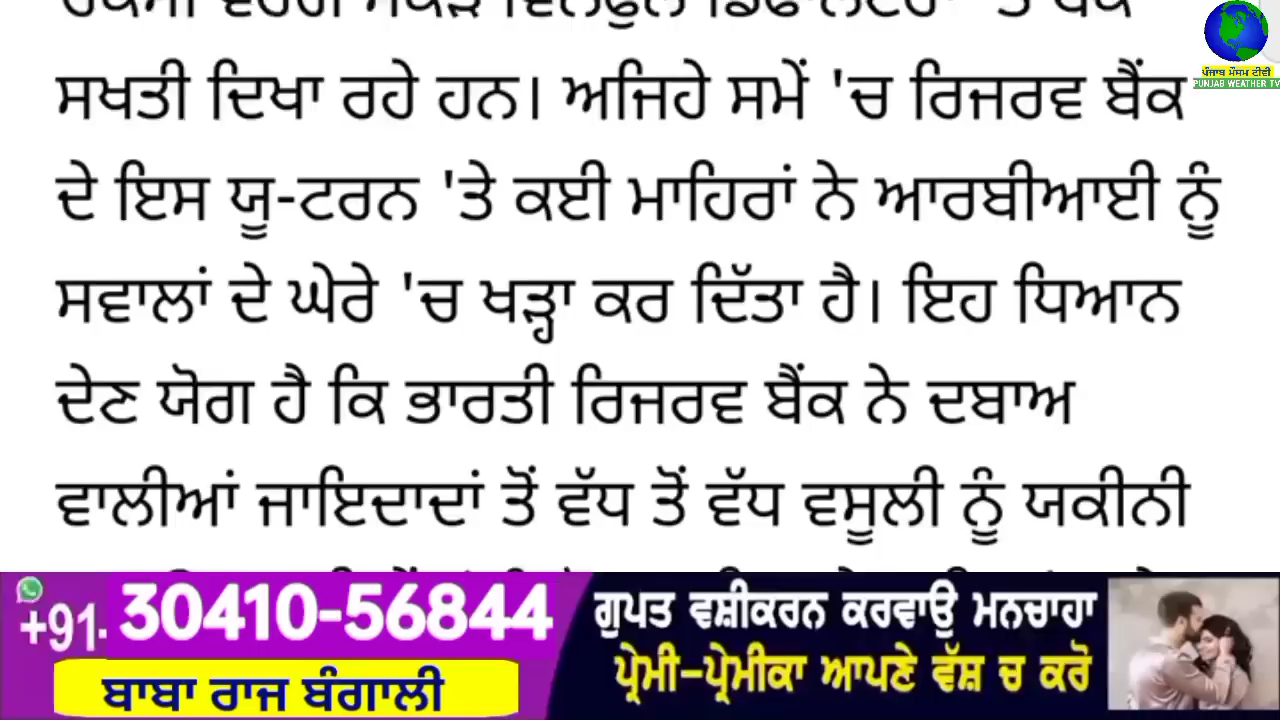 ਸਖਤੀ ਦਿਖਾ ਰਹੇ ਹਨ। ਅਜਿਹੇ ਸਮੇਂ 'ਚ ਰਿਜਰਵ ਬੈਂਕ
ਦੇ ਇਸ ਯੂ-ਟਰਨ 'ਤੇ ਕਈ ਮਾਹਿਰਾਂ ਨੇ ਆਰਬੀਆਈ ਨੂੰ
ਸਵਾਲਾਂ ਦੇ ਘੇਰੇ 'ਚ ਖੜ੍ਹਾ ਕਰ ਦਿੱਤਾ ਹੈ। ਇਹ ਧਿਆਨ
ਦੇਣ ਯੋਗ ਹੈ ਕਿ ਭਾਰਤੀ ਰਿਜਰਵ ਬੈਂਕ ਨੇ ਦਬਾਅ
ਵਾਲੀਆਂ ਜਾਇਦਾਦਾਂ ਤੋਂ ਵੱਧ ਤੋਂ ਵੱਧ ਵਸੂਲੀ ਨੂੰ ਯਕੀਨੀ
ਪੰਜਾਬ ਮੌਸਮ ਟੀਵੀ
PUNJAB WEATHER TV
+91- 30410-56844
ਬਾਬਾ ਰਾਜ ਬੰਗਾਲੀ
ਗੁਪਤ ਵਸ਼ੀਕਰਨ ਕਰਵਾਉ ਮਨਚਾਹਾ
ਪ੍ਰੇਮੀ-ਪ੍ਰੇਮੀਕਾ ਆਪਣੇ ਵੱਸ਼ ਚ ਕਰੋ